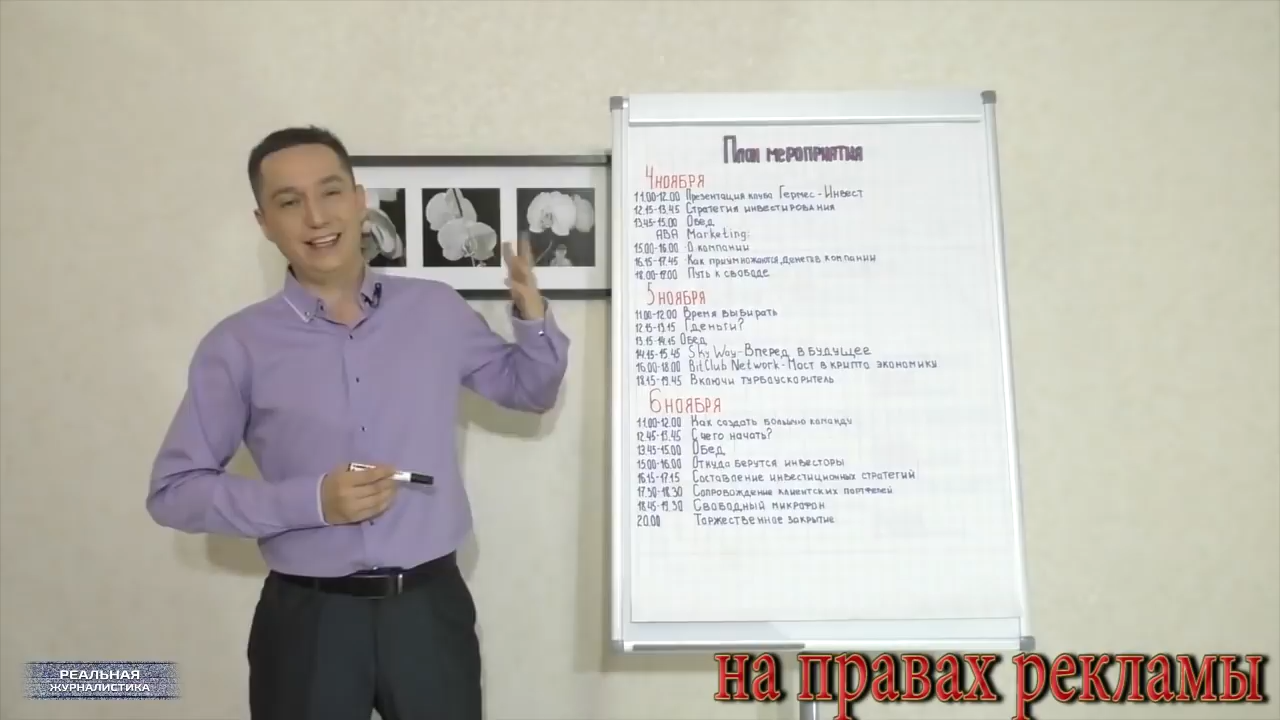 План мероприятия
4 ноября
11.00-12.00 Презентация клуба Гермес-Инвест
12.15-13.45 Стратегия инвестирования
13.45-15.00 Обед
ABA Marketing:
15.00-16.00 О компании
16.15-17.45 Как приумножаются деньги в компании
18.00-19.00 Путь к свободе
5 ноября
11.00-12.00 Время выбирать
12.15-13.15 Где деньги?
13.15-14.15 Обед
14.15-15.45 Sky Way-Вперед в будущее
16.00-18.00 BitClub Network-Мост в крипто экономику
18.15-19.45 Включи турбоускоритель
6 ноября
11.00-12.00 Как создать большую команду
12.45-13.45 С чего начать?
13.45-15.00 Обед
15.00-16.00 Откуда берутся инвесторы
16.15-17.15 Составление инвестиционных стратегий
17.30-18.30 Сопровождение клиентских портфелей
18.45-19.30 Свободный микрофон
20.00 Торжественное закрытие
РЕАЛЬНАЯ
ЖУРНАЛИСТИКА
на правах рекламы